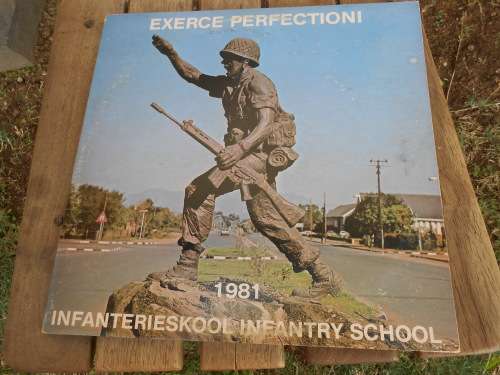 EXERCE PERFECTIONI
1981
INFANTERIESKOOL INFANTRY SCHOOL